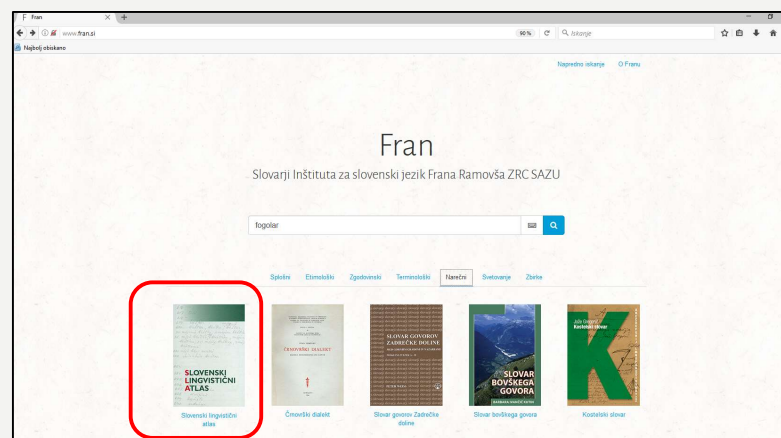 Fran
www.fran.si
90 %
Iskanje
Najbolj obiskano
Napredno iskanje O Franu
Fran
Slovarji Inštituta za slovenski jezik Frana Ramovša ZRC SAZU
fogolar
Splošni Etimološki Zgodovinski Terminološki Narečni Svetovanje Zbirke
SLOVENSKI
LINGVISTIČNI
ATLAS
ČRNOVRŠKI DIALEKT
SLOVAR GOVOROV
ZADREČKE DOLINE
SLOVAR
BOVŠKEGA
GOVORA
Kostelski slovar
K
Slovenski lingvistični
atlas
Črnovrški dialekt
Slovar govorov Zadrečke
doline
Slovar bovškega govora
Kostelski slovar